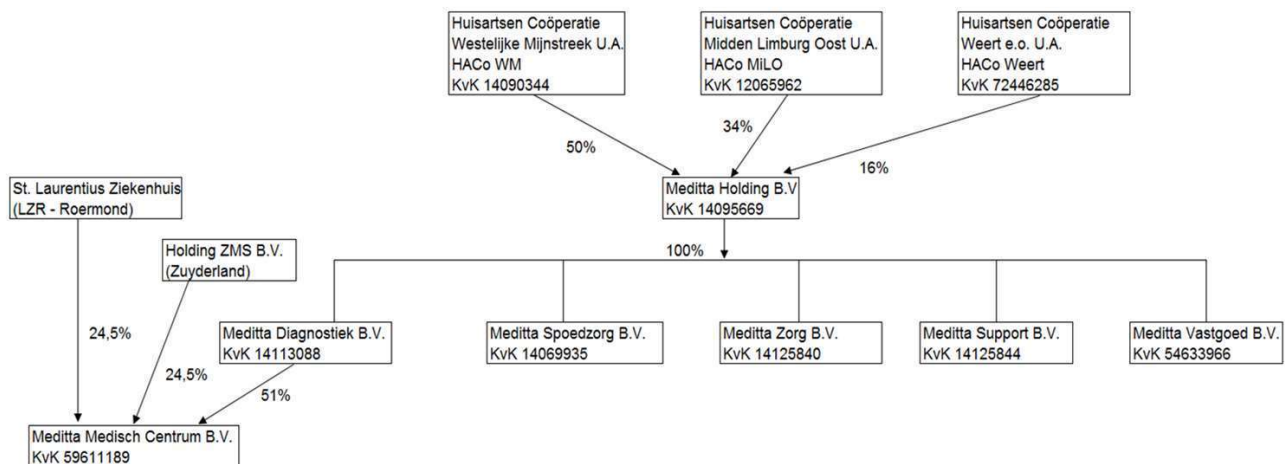 Huisartsen Coöperatie
Westelijke Mijnstreek U.A.
HACo WM
KvK 14090344
Huisartsen Coöperatie
Midden Limburg Oost U.A.
HACo MiLO
KvK 12065962
Huisartsen Coöperatie
Weert e.o. U.A.
HACo Weert
KvK 72446285
50%
34%
16%
St. Laurentius Ziekenhuis
(LZR - Roermond)
Meditta Holding B.V
KvK 14095669
Holding ZMS B.V.
(Zuyderland)
100%
Meditta Diagnostiek B.V.
KvK 14113088
Meditta Spoedzorg B.V.
KvK 14069935
Meditta Zorg B.V.
KvK 14125840
Meditta Support B.V.
KvK 14125844
Meditta Vastgoed B.V.
KvK 54633966
24,5%
24,5%
51%
Meditta Medisch Centrum B.V.
KvK 59611189